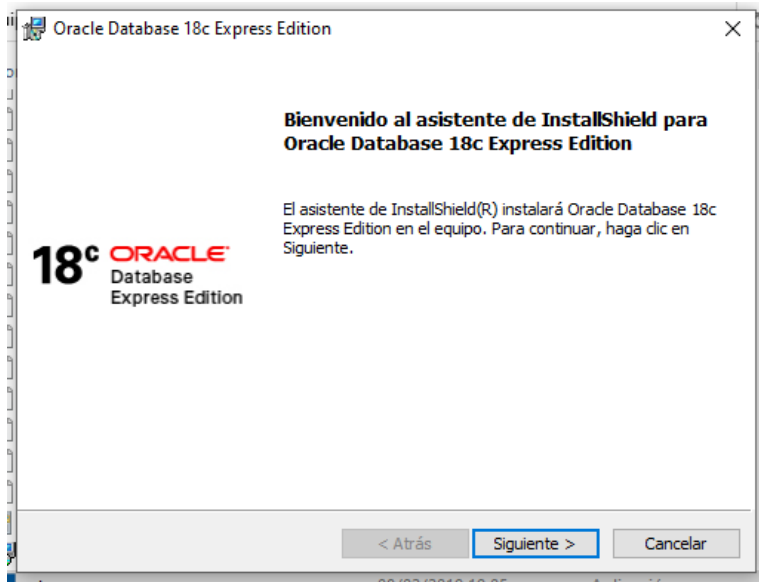 Oracle Database 18c Express Edition
Bienvenido al asistente de InstallShield para
Oracle Database 18c Express Edition
El asistente de InstallShield(R) instalará Oracle Database 18c
Express Edition en el equipo. Para continuar, haga clic en
Siguiente.
18c ORACLE
Database
Express Edition
< Atrás Siguiente > Cancelar